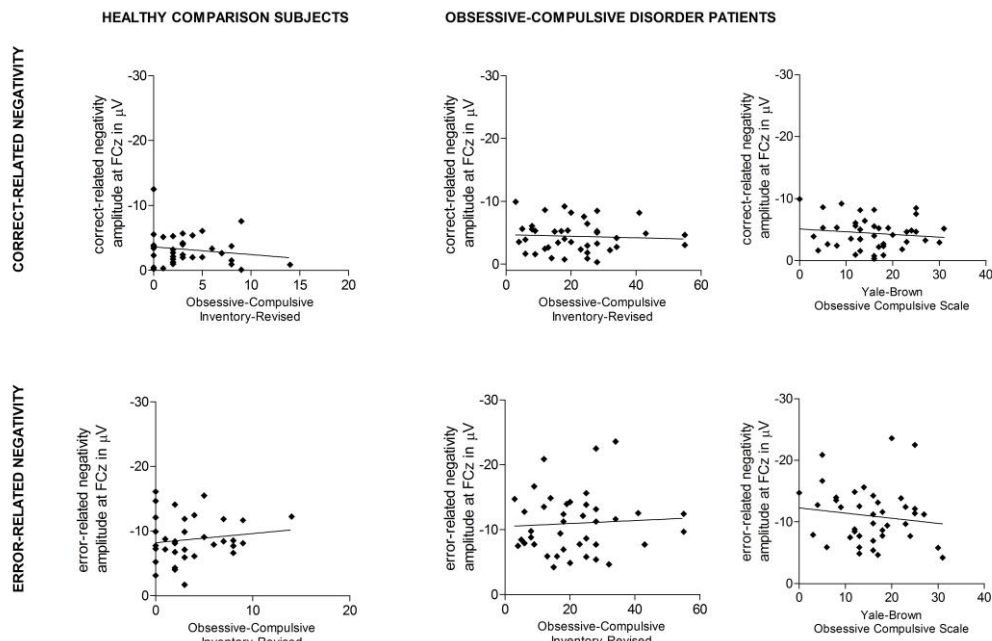 HEALTHY COMPARISON SUBJECTS
OBSESSIVE-COMPULSIVE DISORDER PATIENTS
CORRECT-RELATED NEGATIVITY
correct-related negativity
amplitude at FCz in μV
-30
-20
-10
0
0
5
10
15
20
Obsessive-Compulsive
Inventory-Revised
correct-related negativity
amplitude at FCz in μV
-30
-20
-10
0
0
20
40
60
Obsessive-Compulsive
Inventory-Revised
correct-related negativity
amplitude at FCz in μV
-30
-20
-10
0
0
10
20
30
40
Yale-Brown
Obsessive Compulsive Scale
ERROR-RELATED NEGATIVITY
error-related negativity
amplitude at FCz in μV
-30
-20
-10
0
0
10
20
Obsessive-Compulsive
Inventory-Revised
error-related negativity
amplitude at FCz in μV
-30
-20
-10
0
0
20
40
60
Obsessive-Compulsive
Inventory-Revised
error-related negativity
amplitude at FCz in μV
-30
-20
-10
0
0
10
20
30
40
Yale-Brown
Obsessive Compulsive Scale